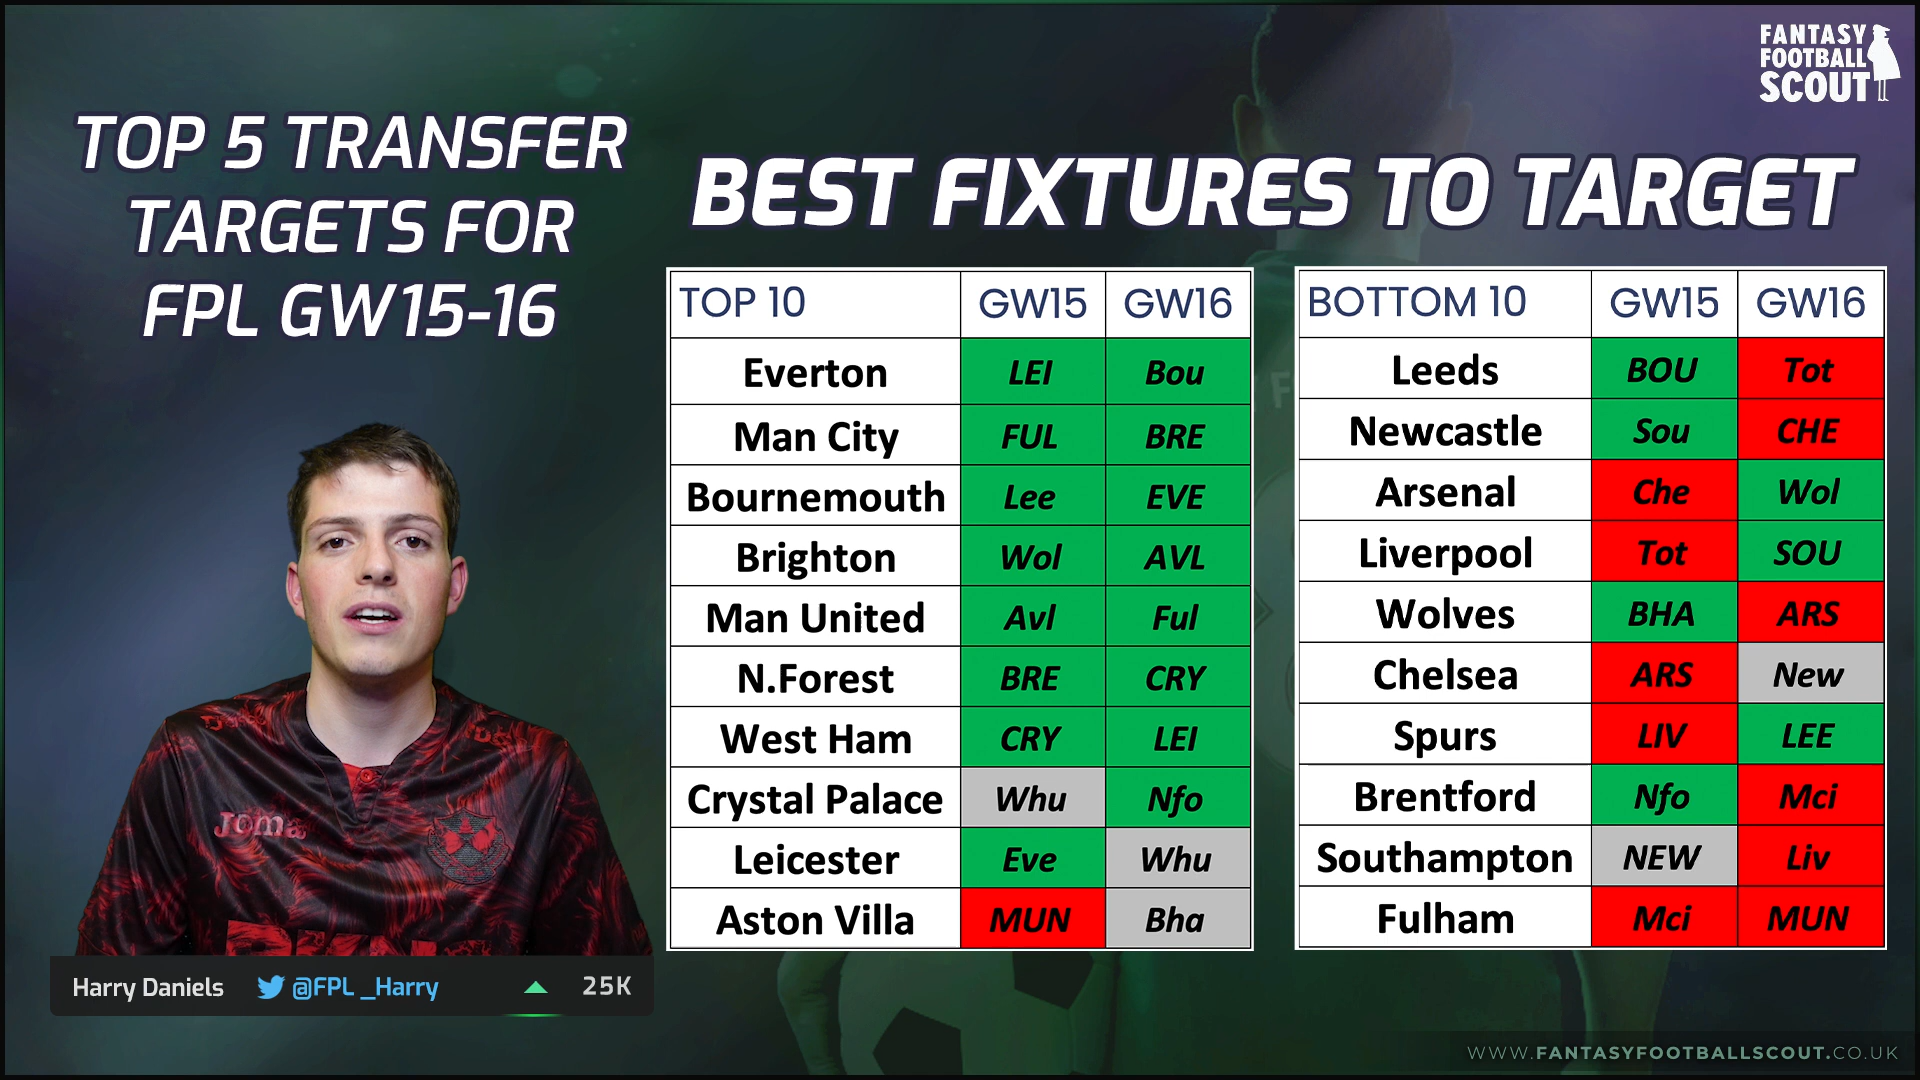 FANTASY
FOOTBALL
SCOUT
TOP 5 TRANSFER
TARGETS FOR
FPL GW15-16
BEST FIXTURES TO TARGET
TOP 10 GW15 GW16
Everton LEI Bou
Man City FUL BRE
Bournemouth Lee EVE
Brighton Wol AVL
Man United Avl Ful
N.Forest BRE CRY
West Ham CRY LEI
Crystal Palace Whu Nfo
Leicester Eve Whu
Aston Villa MUN Bha
BOTTOM 10 GW15 GW16
Leeds BOU Tot
Newcastle Sou CHE
Arsenal Che Wol
Liverpool Tot SOU
Wolves BHA ARS
Chelsea ARS New
Spurs LIV LEE
Brentford Nfo Mci
Southampton NEW Liv
Fulham Mci MUN
Joma
Harry Daniels @FPL_Harry 25K
WWW.FANTASYFOOTBALLSCOUT.CO.UK